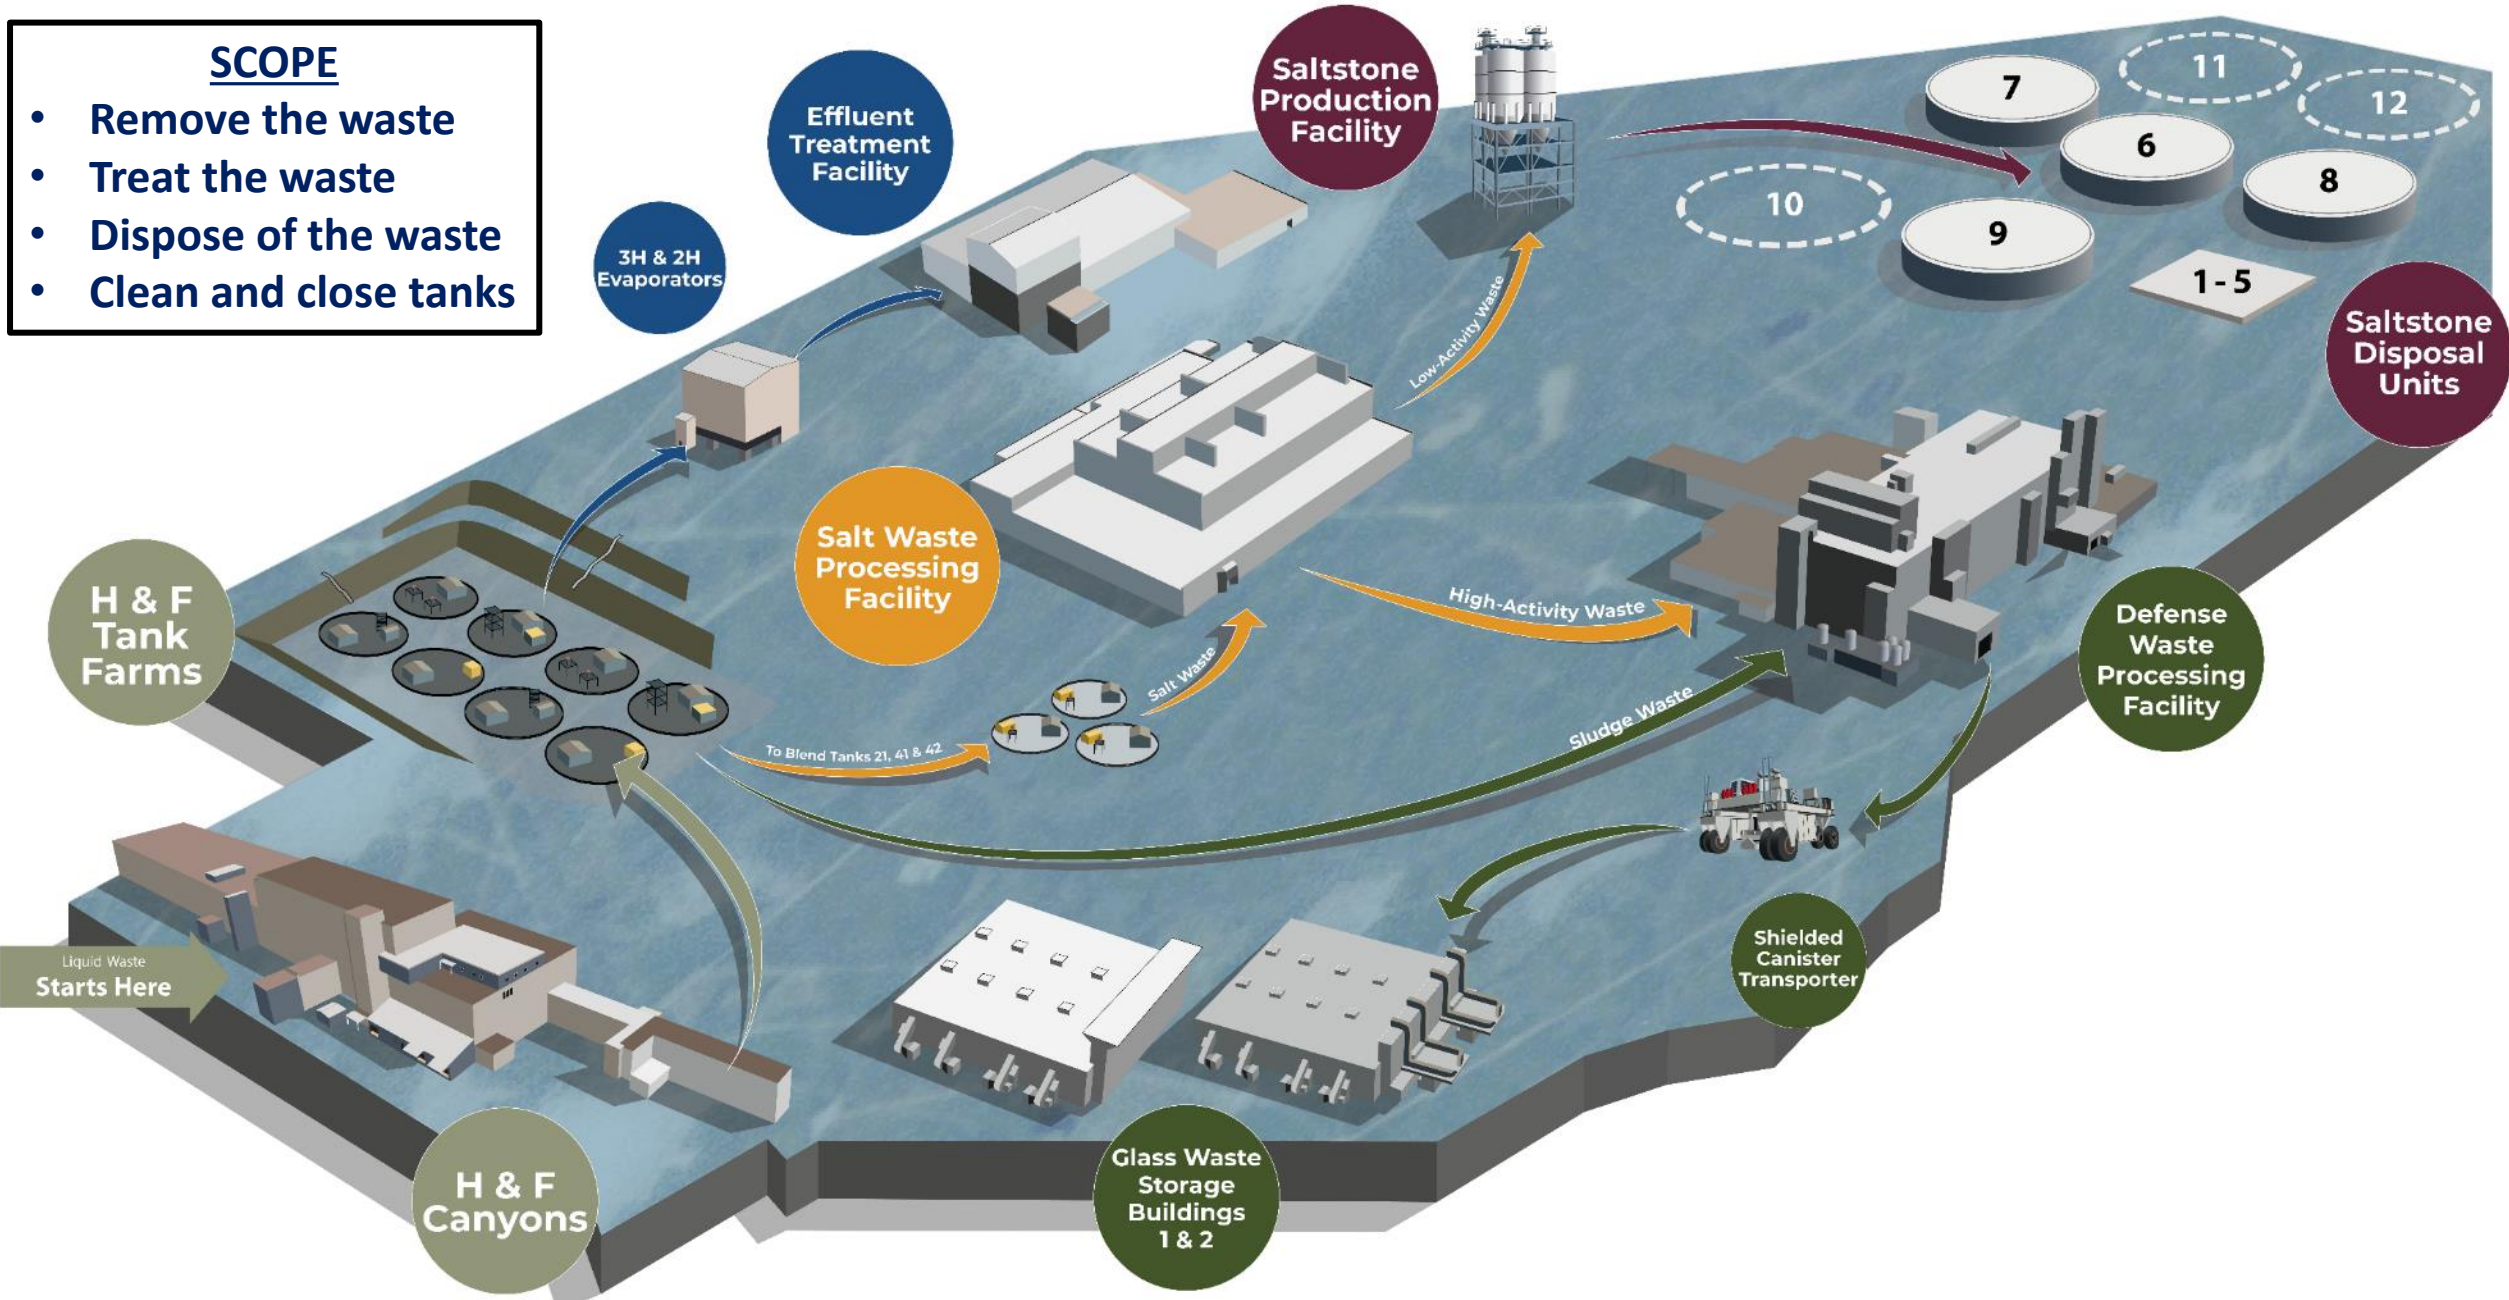 SCOPE
• Remove the waste
• Treat the waste
• Dispose of the waste
• Clean and close tanks
Effluent
Treatment
Facility
3H & 2H
Evaporators
Saltstone
Production
Facility
7
11
12
6
8
10
9
1 - 5
Saltstone
Disposal
Units
Low-Activity Waste
Salt Waste
Processing
Facility
H & F
Tank
Farms
High-Activity Waste
Salt Waste
To Blend Tanks 21, 41 & 42
Sludge Waste
Defense
Waste
Processing
Facility
Shielded
Canister
Transporter
Liquid Waste
Starts Here
H & F
Canyons
Glass Waste
Storage
Buildings
1 & 2